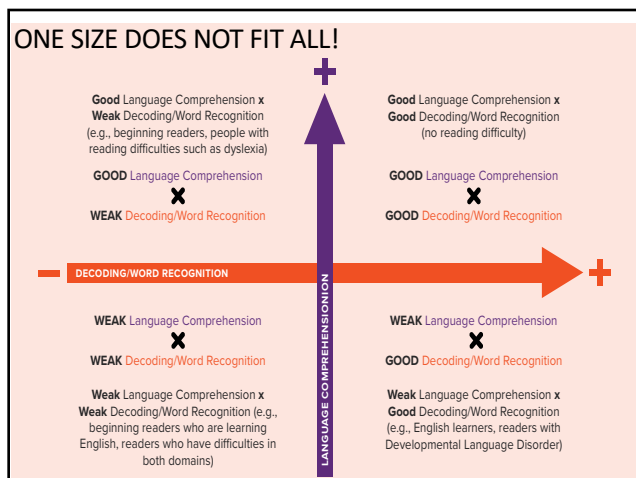 ONE SIZE DOES NOT FIT ALL!
+
Good Language Comprehension x
Weak Decoding/Word Recognition
(e.g., beginning readers, people with
reading difficulties such as dyslexia)
GOOD Language Comprehension
x
WEAK Decoding/Word Recognition
Good Language Comprehension x
Good Decoding/Word Recognition
(no reading difficulty)
GOOD Language Comprehension
x
GOOD Decoding/Word Recognition
–
DECODING/WORD RECOGNITION
+
LANGUAGE COMPREHENSIONION
WEAK Language Comprehension
x
WEAK Decoding/Word Recognition
Weak Language Comprehension x
Weak Decoding/Word Recognition (e.g.,
beginning readers who are learning
English, readers who have difficulties in
both domains)
WEAK Language Comprehension
x
GOOD Decoding/Word Recognition
Weak Language Comprehension x
Good Decoding/Word Recognition
(e.g., English learners, readers with
Developmental Language Disorder)